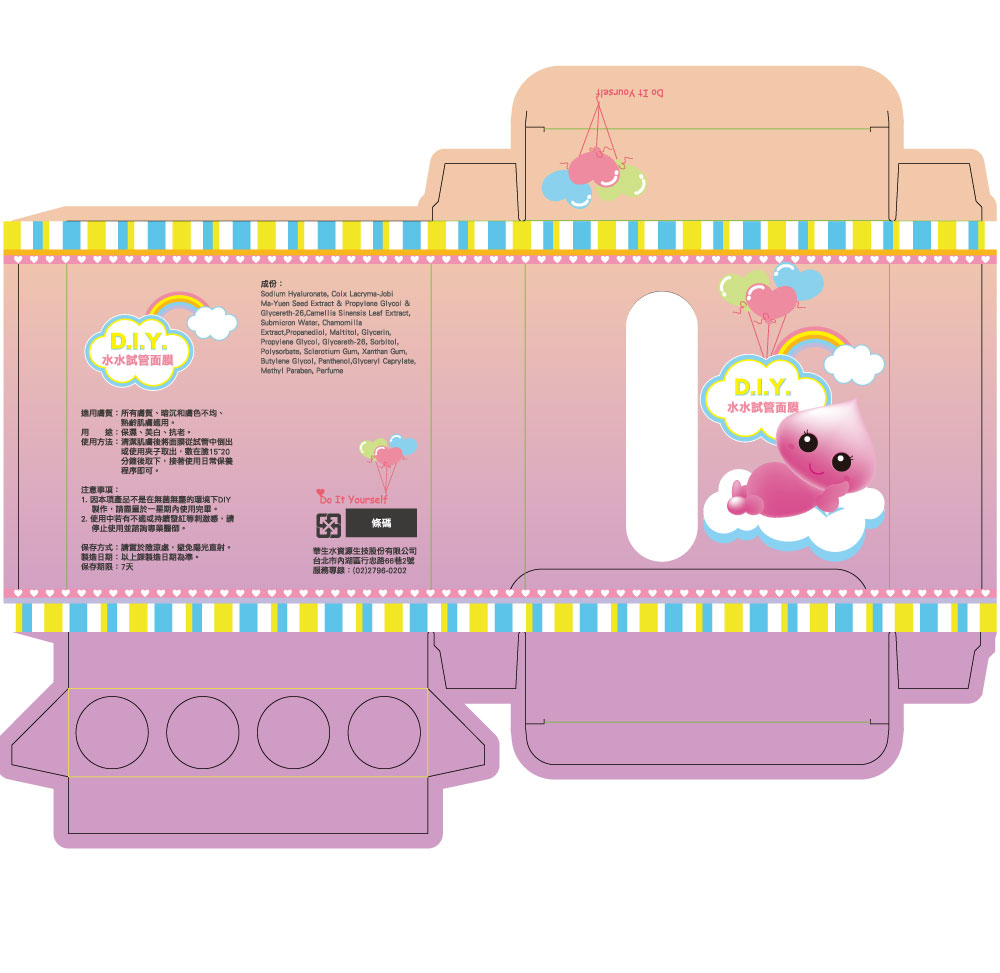 Do It Yourself
D.I.Y.
水水試管面膜
成份：
Sodium Hyaluronate, Coix Lacryma-Jobi
Ma-Yuen Seed Extract & Propylene Glycol &
Glycereth-26,Camellis Sinensis Leaf Extract,
Submicron Water, Chamomilla
Extract,Propanediol, Maltitol, Glycerin,
Propylene Glycol, Glycereth-26, Sorbitol,
Polysorbate, Sclerotium Gum, Xanthan Gum,
Butylene Glycol, Panthenol,Glyceryl Caprylate,
Methyl Paraben, Perfume
適用膚質：所有膚質、暗沉和膚色不均、
熟齡肌膚適用。
用　　途：保濕、美白、抗老。
使用方法：清潔肌膚後將面膜從試管中倒出
或使用夾子取出，敷在臉15~20
分鐘後取下，接著使用日常保養
程序即可。
注意事項：
1. 因本項產品不是在無菌無塵的環境下DIY
製作，請盡量於一星期內使用完畢。
2. 使用中若有不適或持續發紅等刺激感，請
停止使用並諮詢專業醫師。
保存方式：請置於陰涼處，避免陽光直射。
製造日期：以上課製造日期為準。
保存期限：7天
Do It Yourself
條碼
華生水資源生技股份有限公司
台北市內湖區行忠路66巷2號
服務專線：(02)2796-0202
D.I.Y.
水水試管面膜